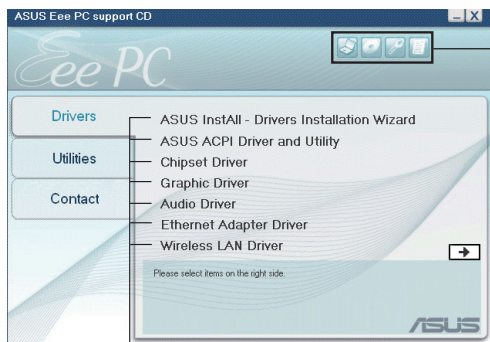 ASUS Eee PC support CD
Eee PC
Drivers
Utilities
Contact
ASUS InstAll - Drivers Installation Wizard
ASUS ACPI Driver and Utility
Chipset Driver
Graphic Driver
Audio Driver
Ethernet Adapter Driver
Wireless LAN Driver
Please select items on the right side.
ASUS